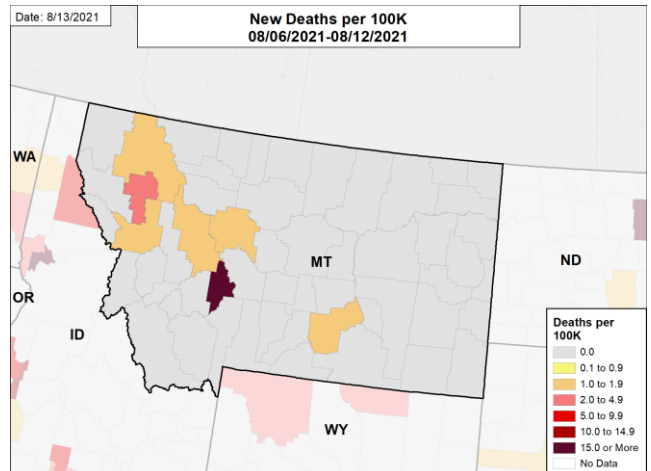 Date: 8/13/2021
New Deaths per 100K
08/06/2021-08/12/2021
WA
MT
ND
OR
ID
WY
Deaths per
100K
0.0
0.1 to 0.9
1.0 to 1.9
2.0 to 4.9
5.0 to 9.9
10.0 to 14.9
15.0 or More
No Data